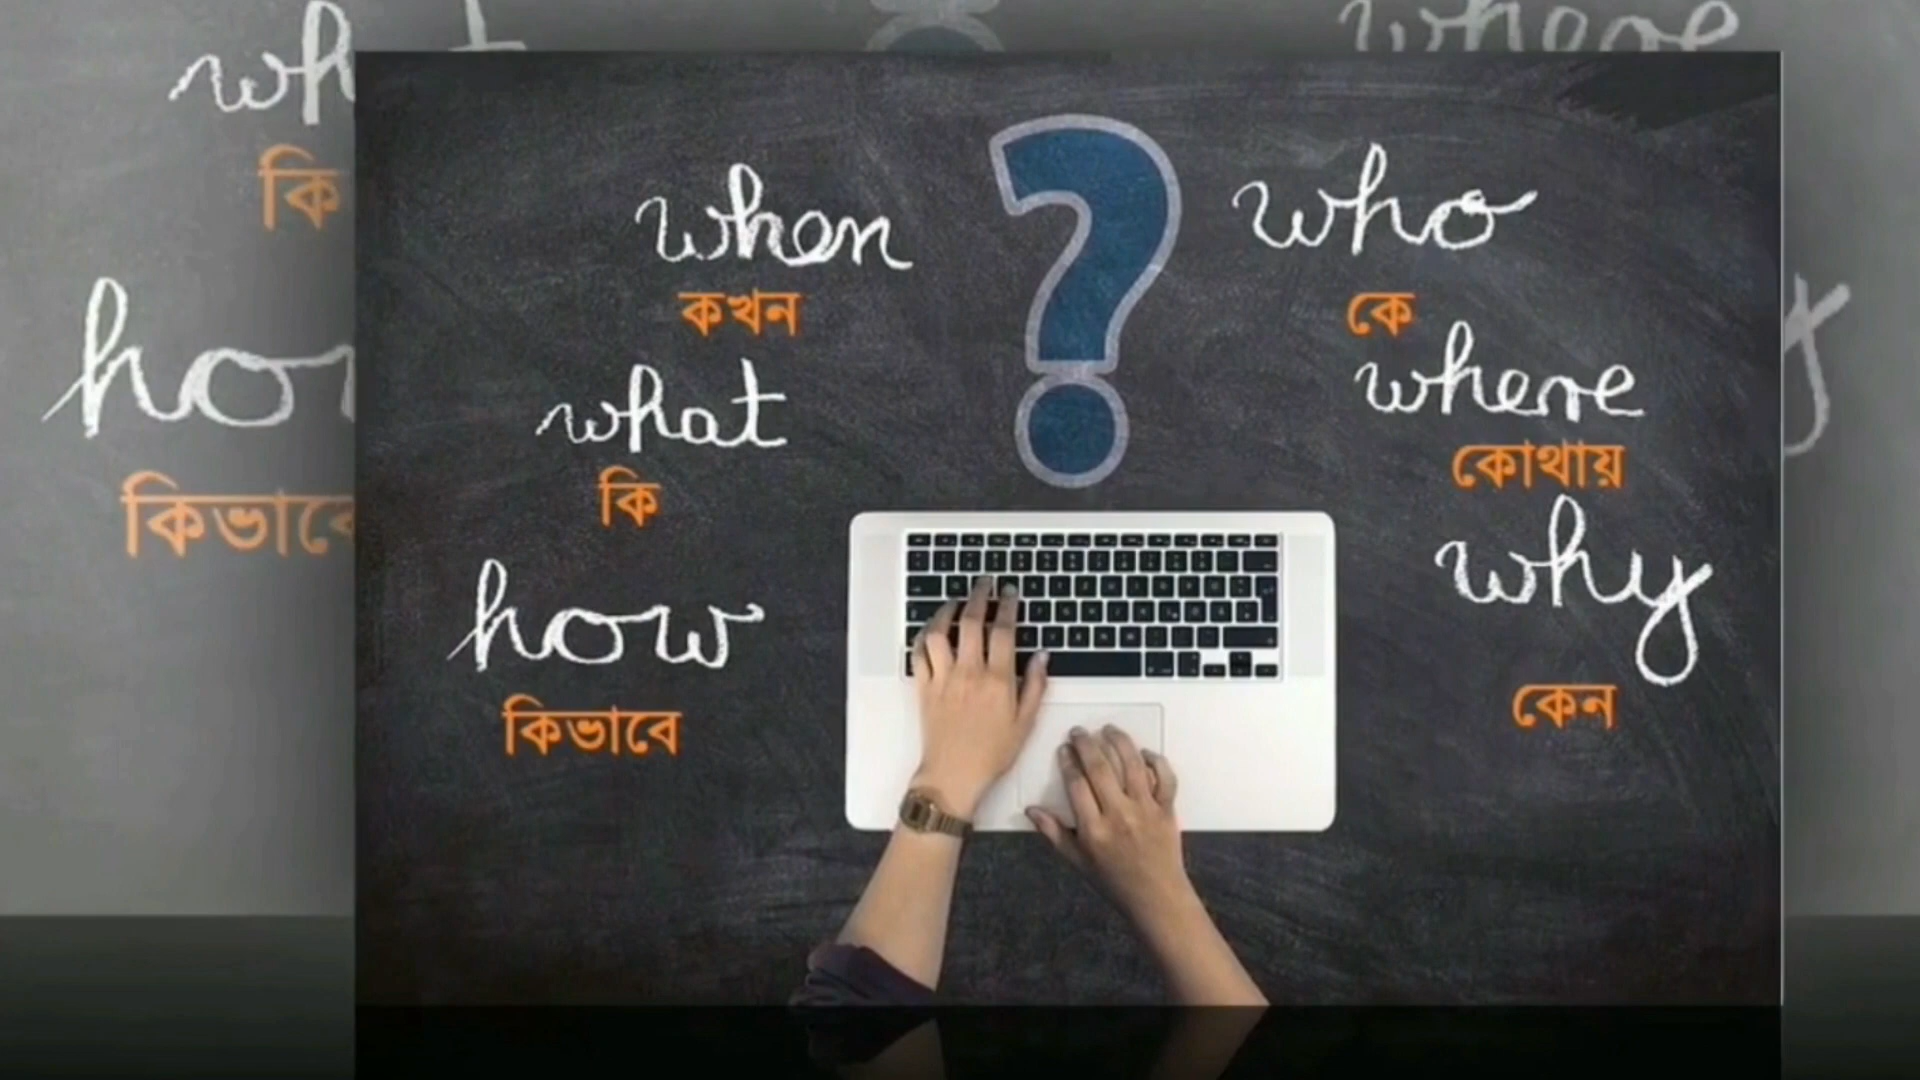 when
কখন
what
কি
how
কিভাবে
who
কে
where
কোথায়
why
কেন